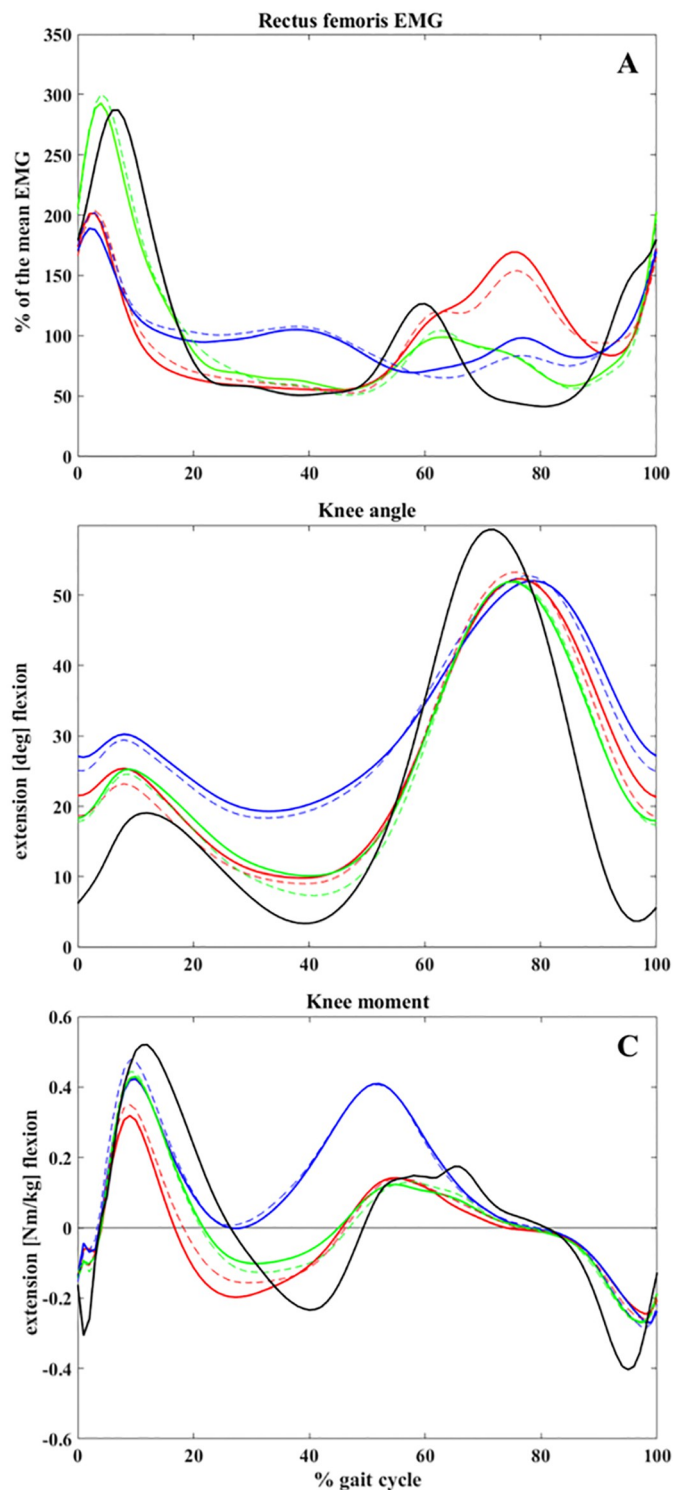 Rectus femoris EMG
A
% of the mean EMG
350
300
250
200
150
100
50
0
0 20 40 60 80 100
Knee angle
extension [deg] flexion
50
40
30
20
10
0
0 20 40 60 80 100
Knee moment
C
extension [Nm/kg] flexion
0.6
0.4
0.2
0
-0.2
-0.4
-0.6
0 20 40 60 80 100
% gait cycle